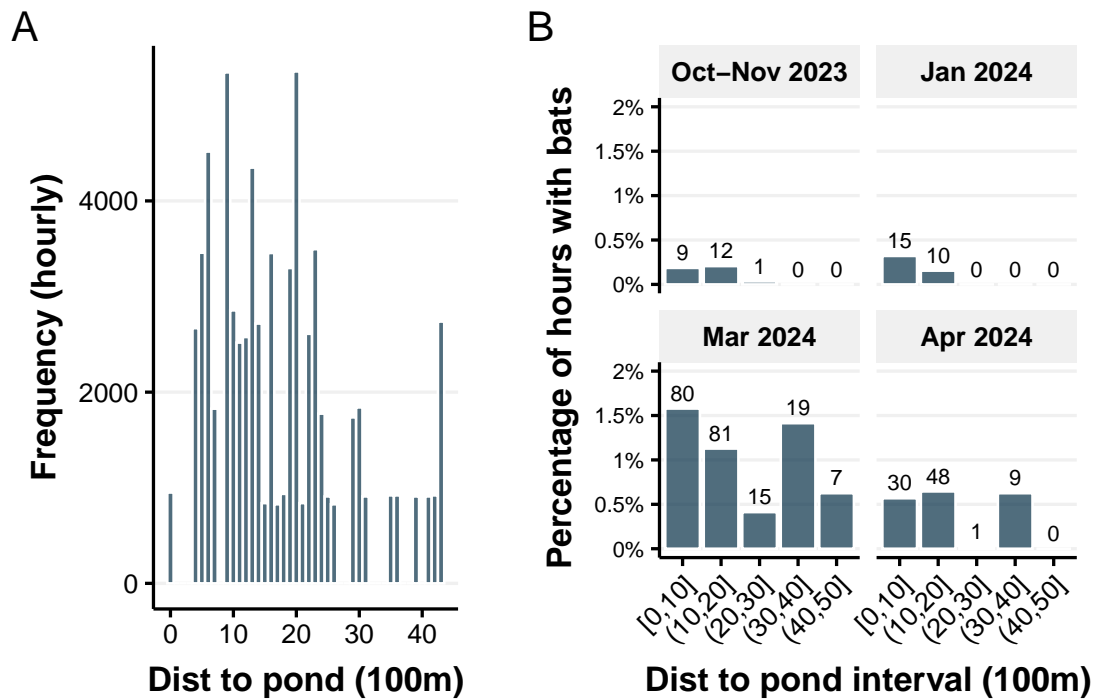 A
Frequency (hourly)
4000
2000
0
0 10 20 30 40
Dist to pond (100m)
B
Percentage of hours with bats
Oct–Nov 2023
Jan 2024
2%
1.5%
1%
0.5%
0%
9 12 1 0 0
15 10 0 0 0
Mar 2024
Apr 2024
2%
1.5%
1%
0.5%
0%
80 81 15 19 7
30 48 1 9 0
[0,10] (10,20] (20,30] (30,40] (40,50]
[0,10] (10,20] (20,30] (30,40] (40,50]
Dist to pond interval (100m)